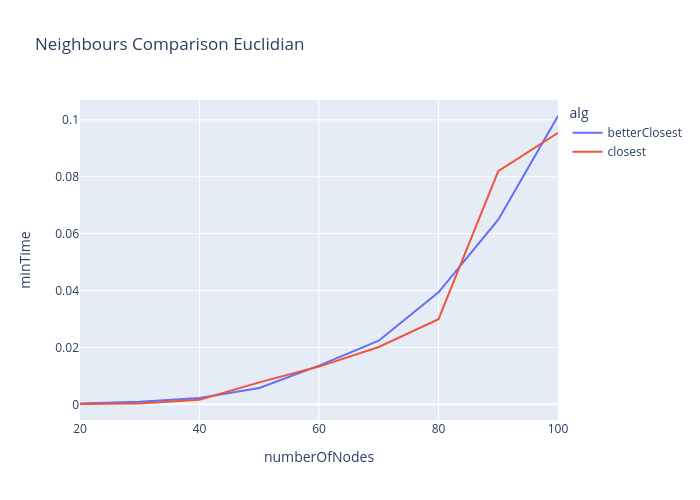 Neighbours Comparison Euclidian
alg
betterClosest
closest
0.1
0.08
0.06
0.04
0.02
0
minTime
20
40
60
80
100
numberOfNodes